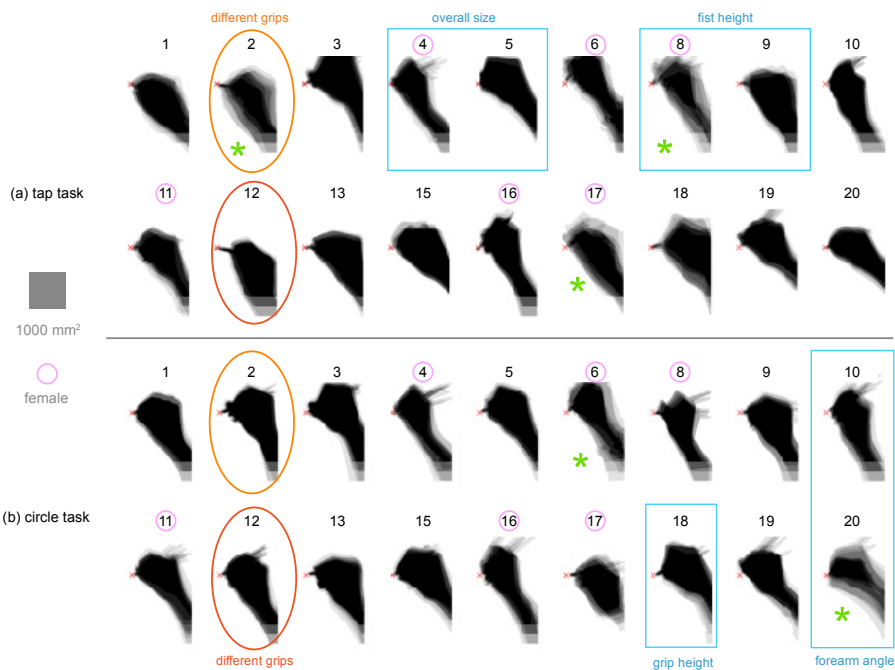 different grips
overall size
fist height
1 2 3 4 5 6 8 9 10
*
*
(a) tap task
11 12 13 15 16 17 18 19 20
*
1000 mm²
female
1 2 3 4 5 6 8 9 10
*
(b) circle task
11 12 13 15 16 17 18 19 20
*
different grips
grip height
forearm angle